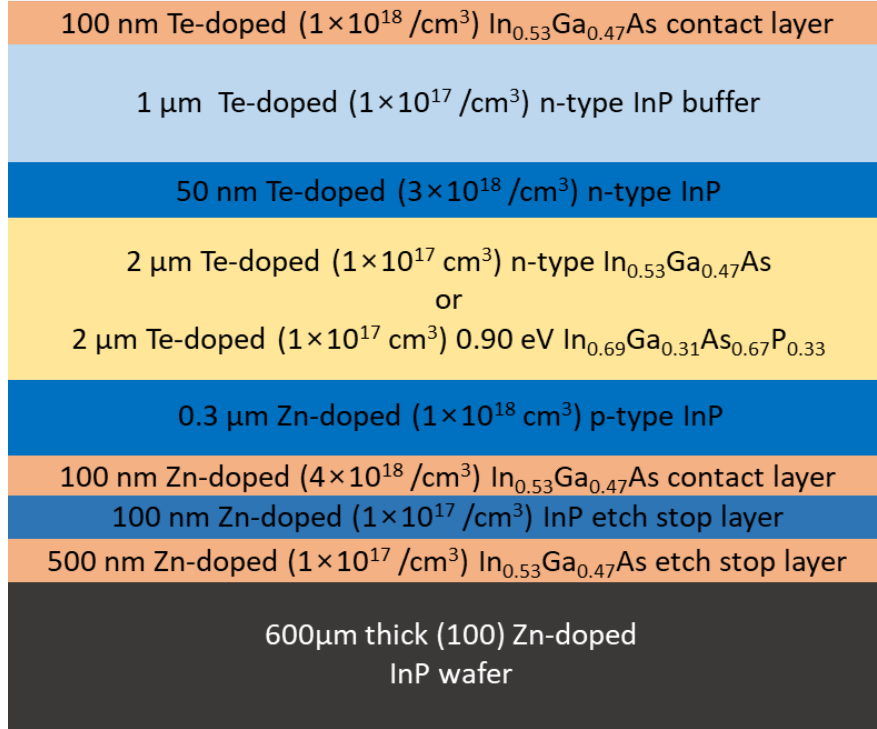 100 nm Te-doped (1×10¹⁸ /cm³) In₀.₅₃Ga₀.₄₇As contact layer
1 μm  Te-doped (1×10¹⁷ /cm³) n-type InP buffer
50 nm Te-doped (3×10¹⁸ /cm³) n-type InP
2 μm Te-doped (1×10¹⁷ cm³) n-type In₀.₅₃Ga₀.₄₇As
or
2 μm Te-doped (1×10¹⁷ cm³) 0.90 eV In₀.₆₉Ga₀.₃₁As₀.₆₇P₀.₃₃
0.3 μm Zn-doped (1×10¹⁸ cm³) p-type InP
100 nm Zn-doped (4×10¹⁸ /cm³) In₀.₅₃Ga₀.₄₇As contact layer
100 nm Zn-doped (1×10¹⁷ /cm³) InP etch stop layer
500 nm Zn-doped (1×10¹⁷ /cm³) In₀.₅₃Ga₀.₄₇As etch stop layer
600μm thick (100) Zn-doped
InP wafer